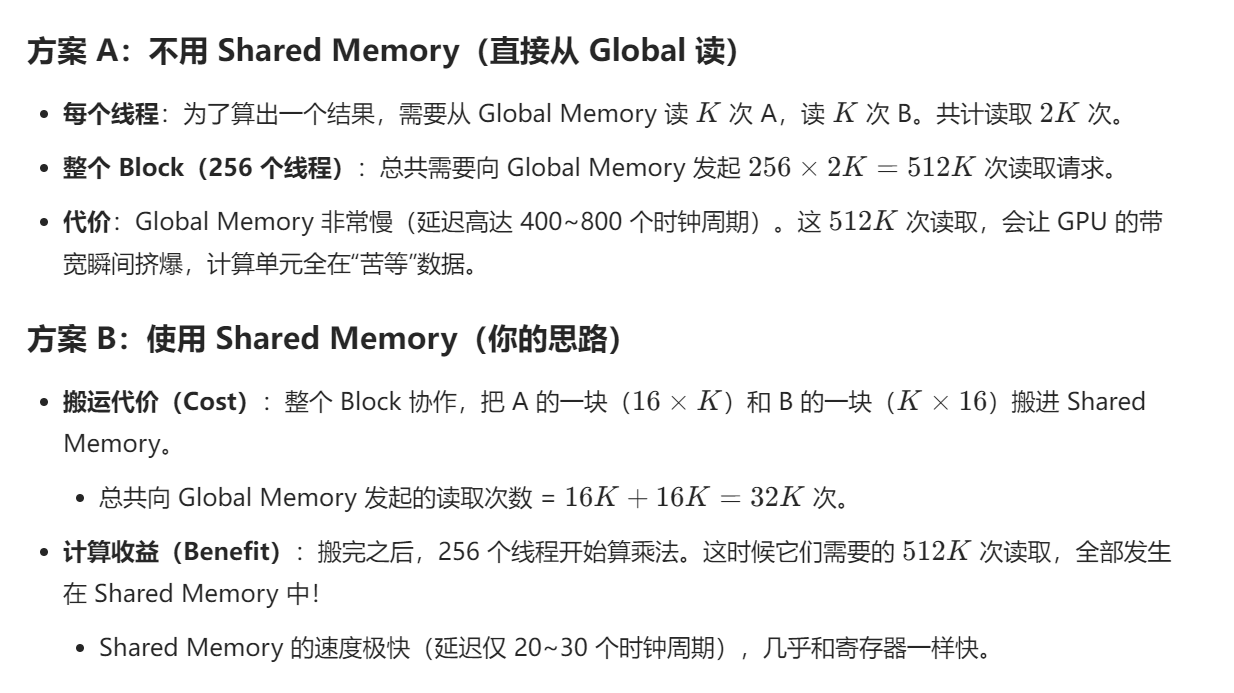 方案 A：不用 Shared Memory（直接从 Global 读）
• 每个线程：为了算出一个结果，需要从 Global Memory 读 K 次 A，读 K 次 B。共计读取 2K 次。
• 整个 Block（256 个线程）：总共需要向 Global Memory 发起 256 × 2K = 512K 次读取请求。
• 代价：Global Memory 非常慢（延迟高达 400~800 个时钟周期）。这 512K 次读取，会让 GPU 的带
宽瞬间挤爆，计算单元全在“苦等”数据。
方案 B：使用 Shared Memory（你的思路）
• 搬运代价（Cost）：整个 Block 协作，把 A 的一块（16 × K）和 B 的一块（K × 16）搬进 Shared
Memory。
• 总共向 Global Memory 发起的读取次数 = 16K + 16K = 32K 次。
• 计算收益（Benefit）：搬完之后，256 个线程开始算乘法。这时候它们需要的 512K 次读取，全部发生
在 Shared Memory 中！
• Shared Memory 的速度极快（延迟仅 20~30 个时钟周期），几乎和寄存器一样快。